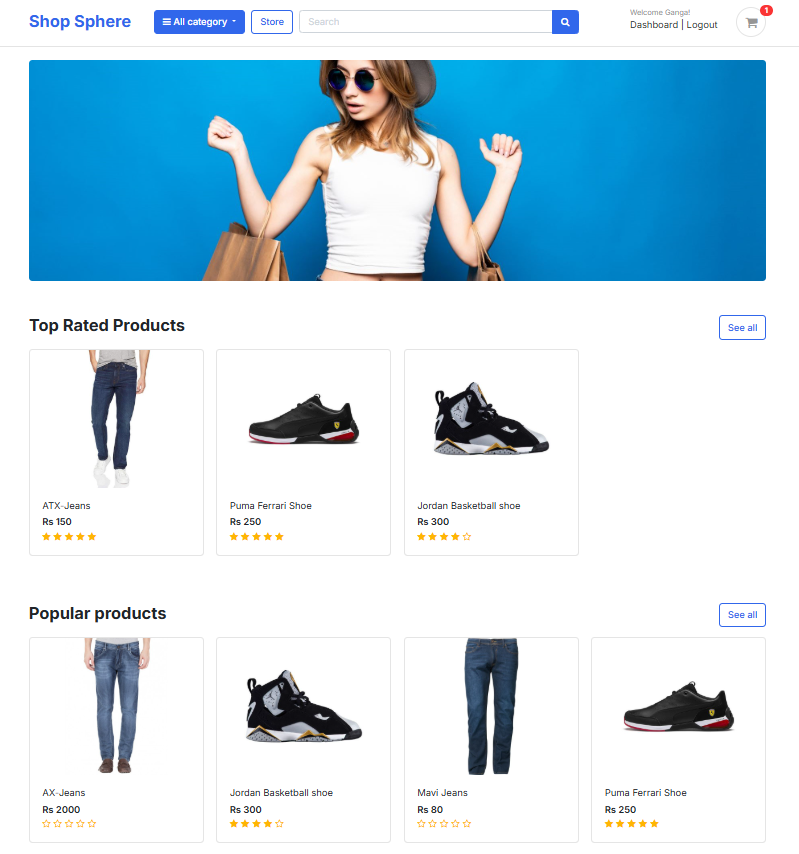 Shop Sphere
All category
Store
Search
Welcome Ganga!
Dashboard | Logout
1
Top Rated Products
See all
ATX-Jeans
Rs 150
Puma Ferrari Shoe
Rs 250
Jordan Basketball shoe
Rs 300
Popular products
See all
AX-Jeans
Rs 2000
Jordan Basketball shoe
Rs 300
Mavi Jeans
Rs 80
Puma Ferrari Shoe
Rs 250